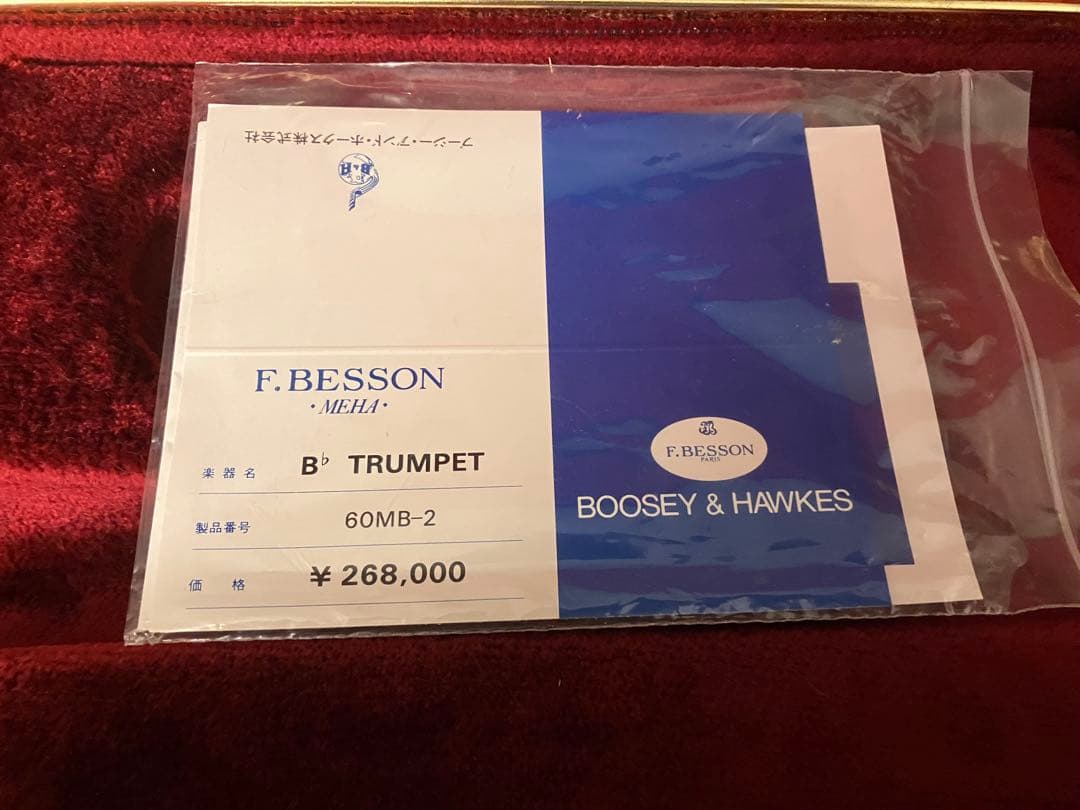 ブージー・アンド・ホークス株式会社
B&H
F. BESSON
・MEHA・
楽器名 B♭ TRUMPET
製品番号 60MB-2
価格 ¥268,000
F. BESSON
PARIS
BOOSEY & HAWKES